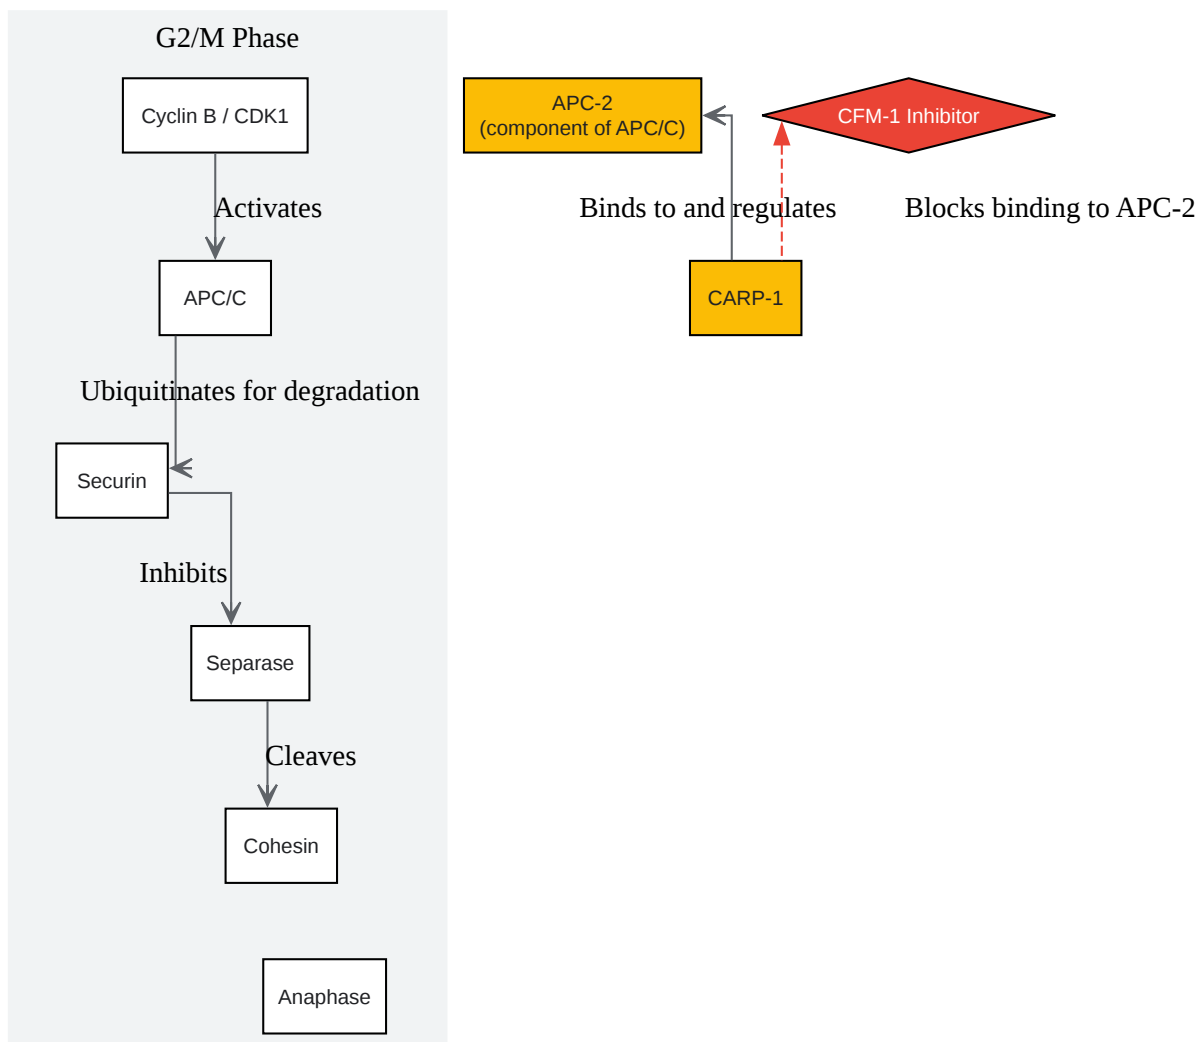 G2/M Phase
Cyclin B / CDK1
APC-2
(component of APC/C)
CFM-1 Inhibitor
Activates
Binds to and regulates
Blocks binding to APC-2
APC/C
CARP-1
Ubiquitinates for degradation
Securin
Inhibits
Separase
Cleaves
Cohesin
Anaphase